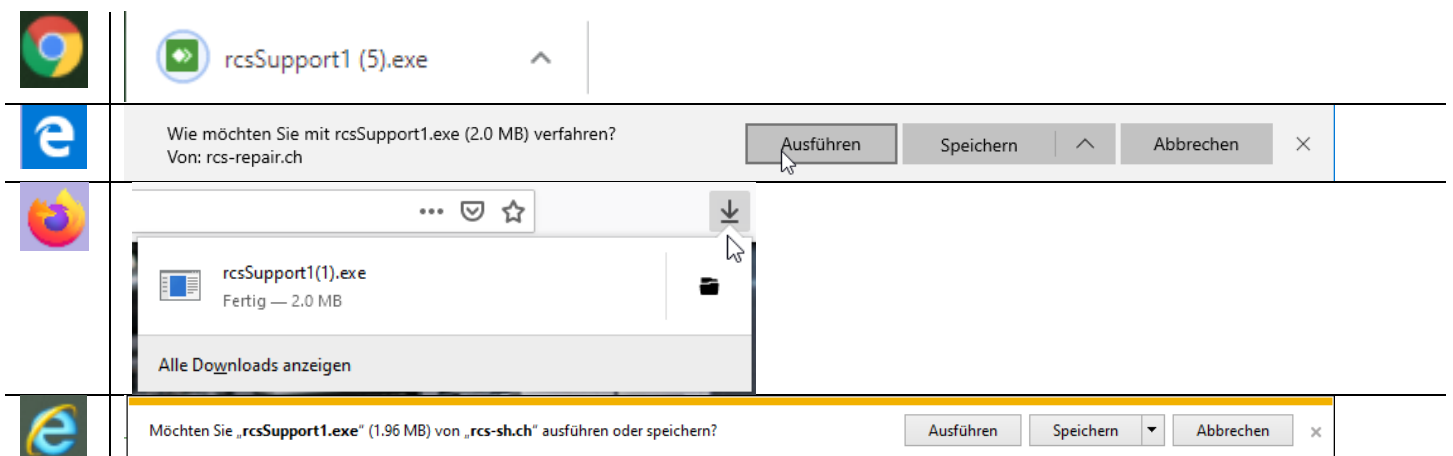 rcsSupport1 (5).exe
Wie möchten Sie mit rcsSupport1.exe (2.0 MB) verfahren?
Von: rcs-repair.ch
Ausführen
Speichern
Abbrechen
rcsSupport1(1).exe
Fertig — 2.0 MB
Alle Downloads anzeigen
Möchten Sie „rcsSupport1.exe“ (1.96 MB) von „rcs-sh.ch“ ausführen oder speichern?
Ausführen
Speichern
Abbrechen